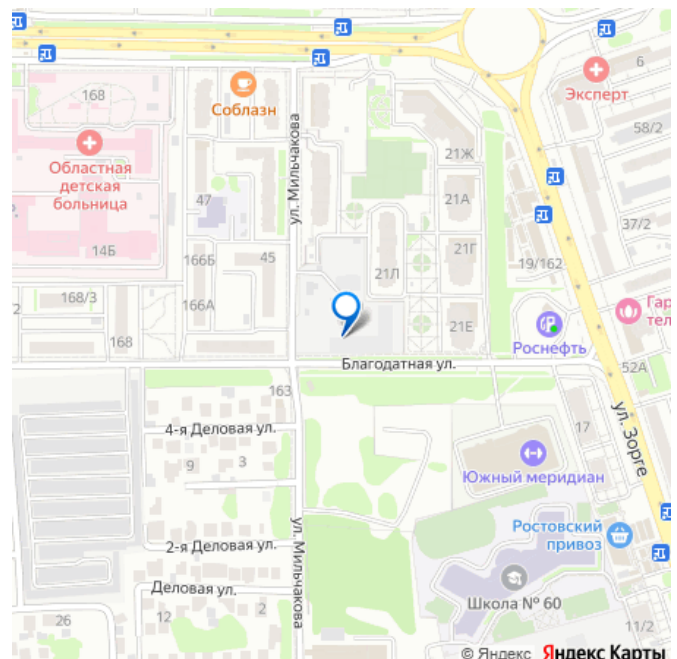 168
Соблазн
Эксперт
6
58/2
Областная
детская
больница
ул. Мильчакова
21Ж
47
21А
37/2
14Б
166Б
45
21Л
21Г
19/162
168/3
166А
2
168
21Е
Роснефть
Гар
тел
Благодатная ул.
52А
163
4-я Деловая ул.
9
3
17
ул. Зорге
Южный меридиан
ул. Мильчакова
2-я Деловая ул.
Ростовский
привоз
Деловая ул.
26
12
2
Школа № 60
11/2
© Яндекс Яндекс Карты